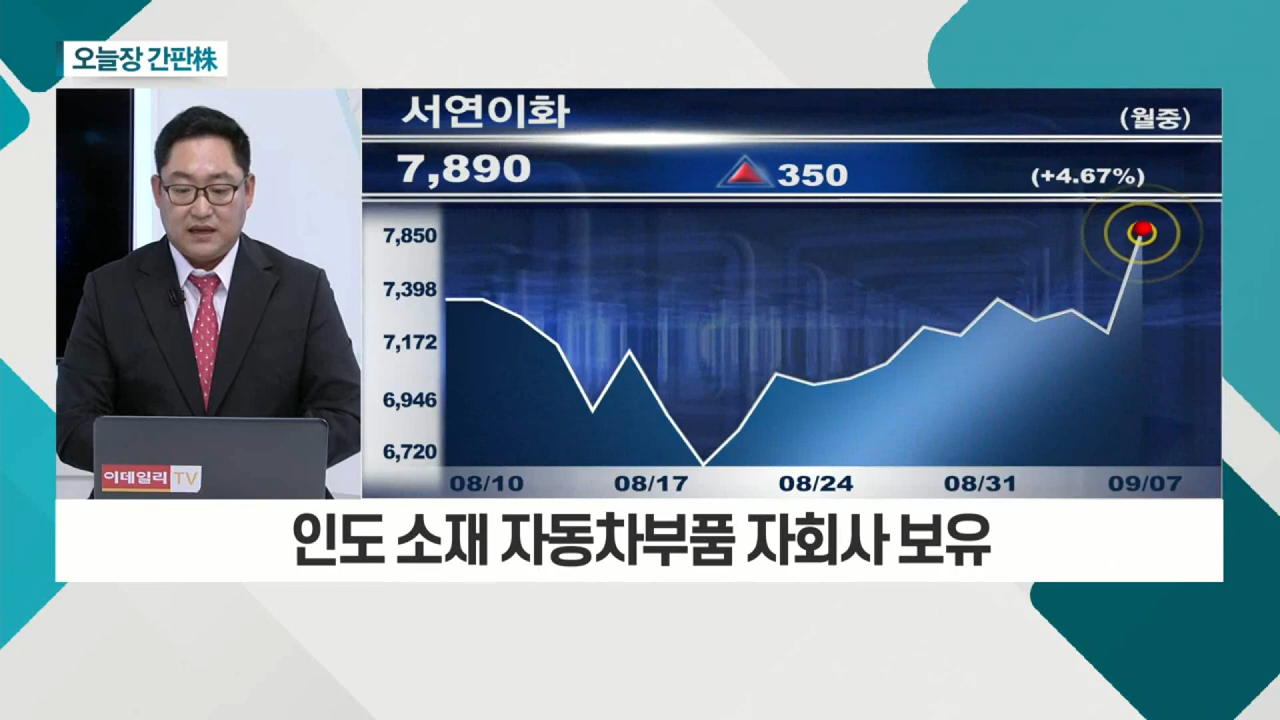 오늘장 간판株
서연이화 (월중)
7,890 350 (+4.67%)
7,850
7,398
7,172
6,946
6,720
08/10 08/17 08/24 08/31 09/07
이데일리 TV
인도 소재 자동차부품 자회사 보유